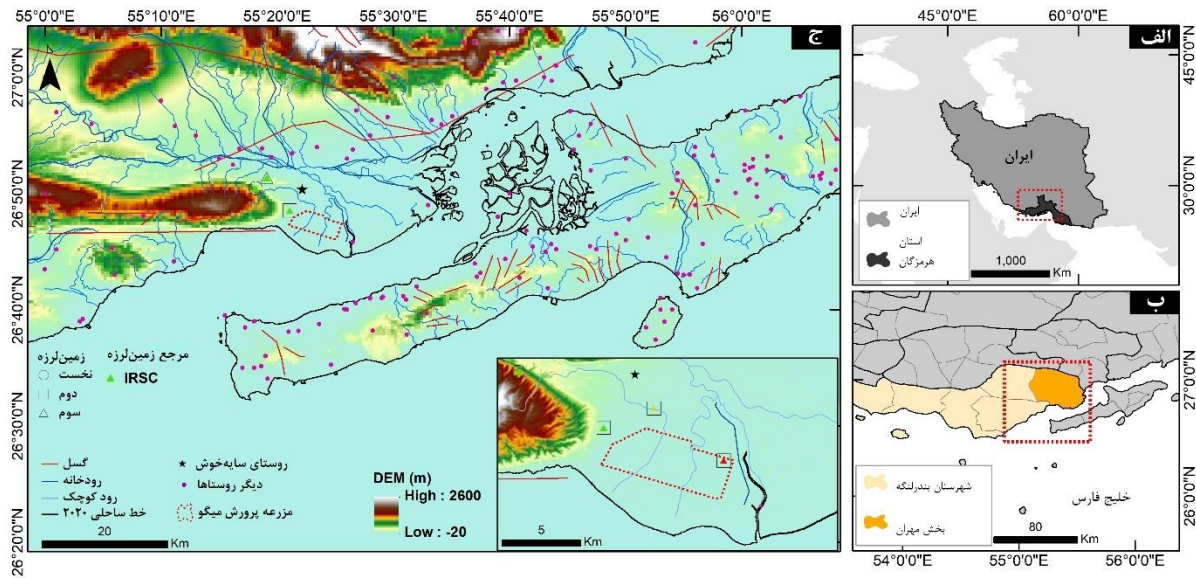 55°0'0"E
55°10'0"E
55°20'0"E
55°30'0"E
55°40'0"E
55°50'0"E
56°0'0"E
27°0'0"N
26°50'0"N
26°40'0"N
26°30'0"N
26°20'0"N
ج
زمین‌لرزه
نخست
دوم
سوم
مرجع زمین‌لرزه
IRSC
گسل
رودخانه
رود کوچک
خط ساحلی ۲۰۲۰
روستای سایه‌خوش
دیگر روستاها
مزرعه پرورش میگو
20
Km
DEM (m)
High : 2600
Low : -20
5
Km
45°0'0"E
60°0'0"E
الف
45°0'0"N
30°0'0"N
ایران
ایران
استان
هرمزگان
1,000
Km
ب
27°0'0"N
26°0'0"N
شهرستان بندرلنگه
بخش مهران
خلیج فارس
80
Km
54°0'0"E
55°0'0"E
56°0'0"E